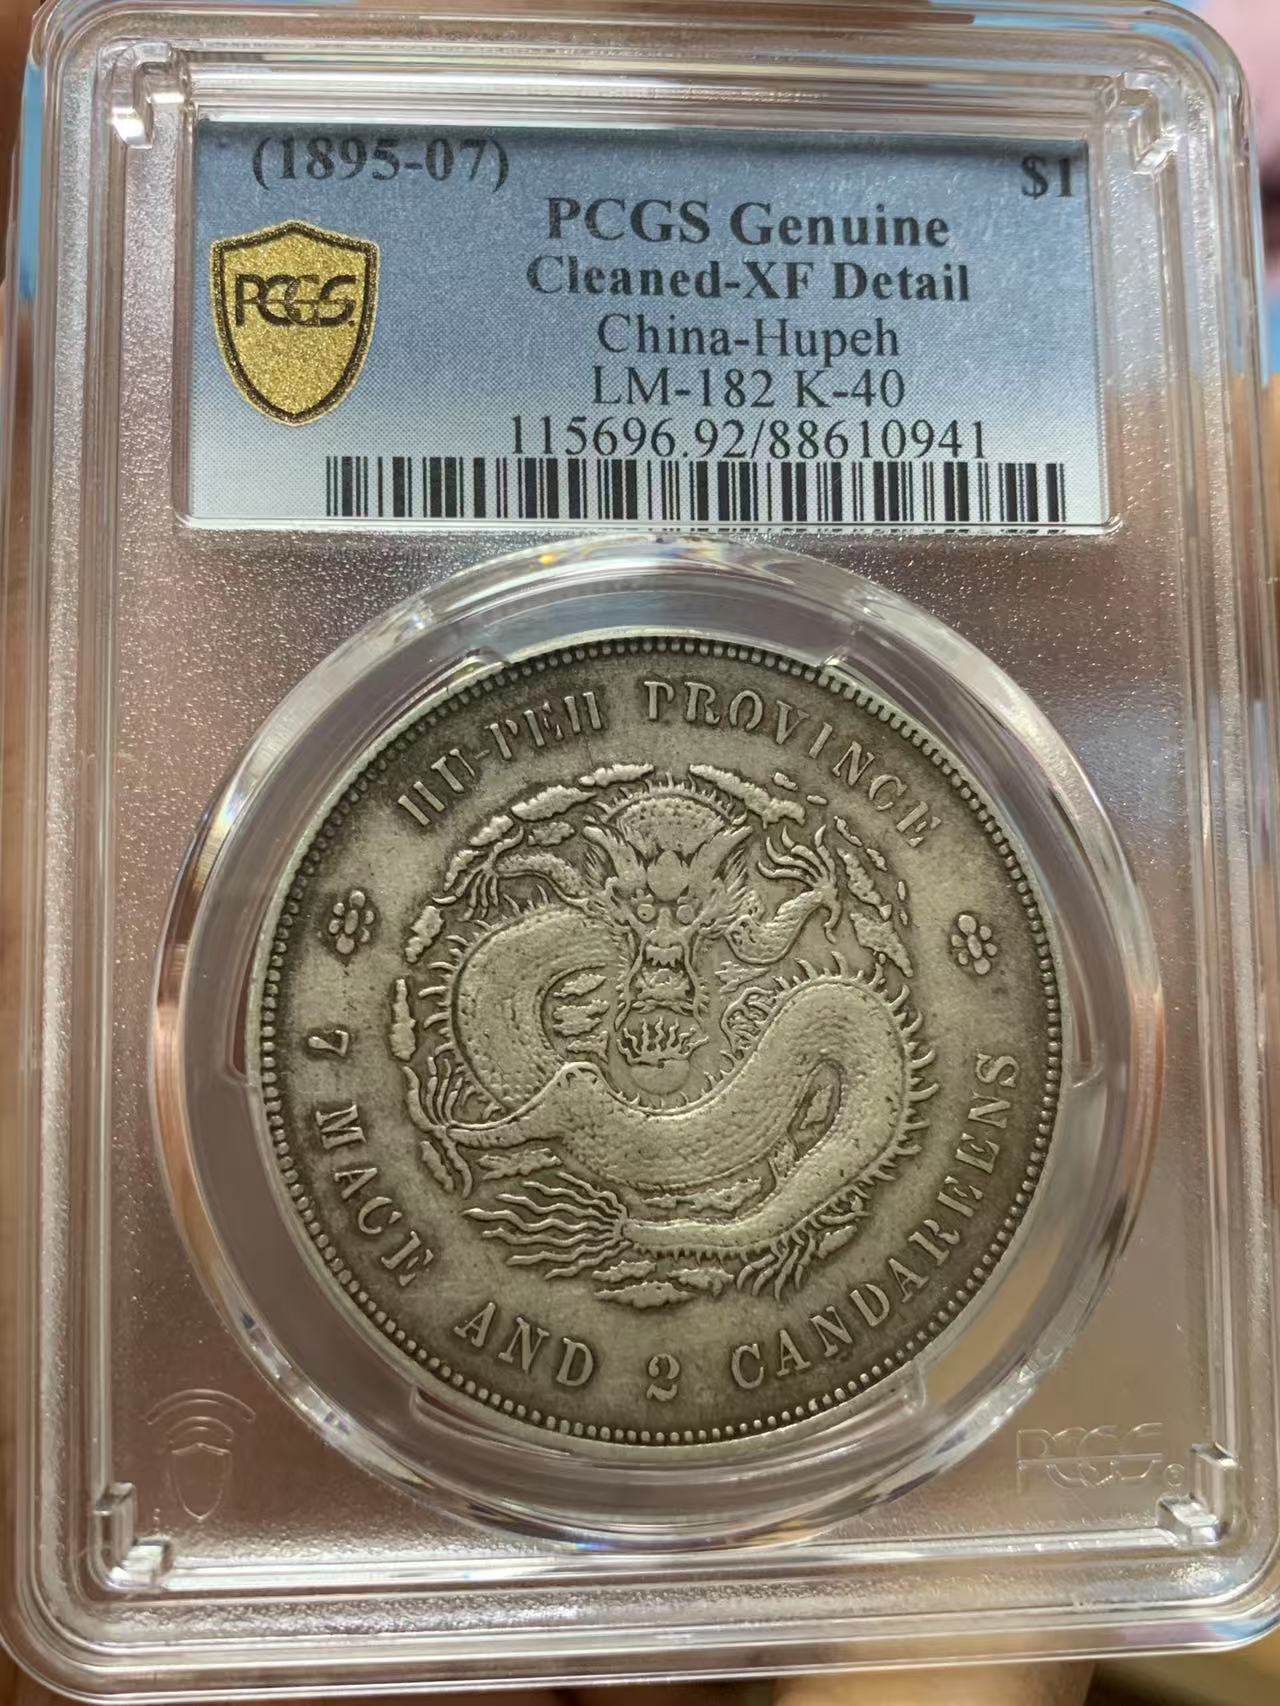 (1895-07) $1
PCGS Genuine
PCGS
Cleaned-XF Detail
China-Hupeh
LM-182 K-40
115696.92/88610941
HU-PEH PROVINCE
7 MACE AND 2 CANDAREENS
PCGS